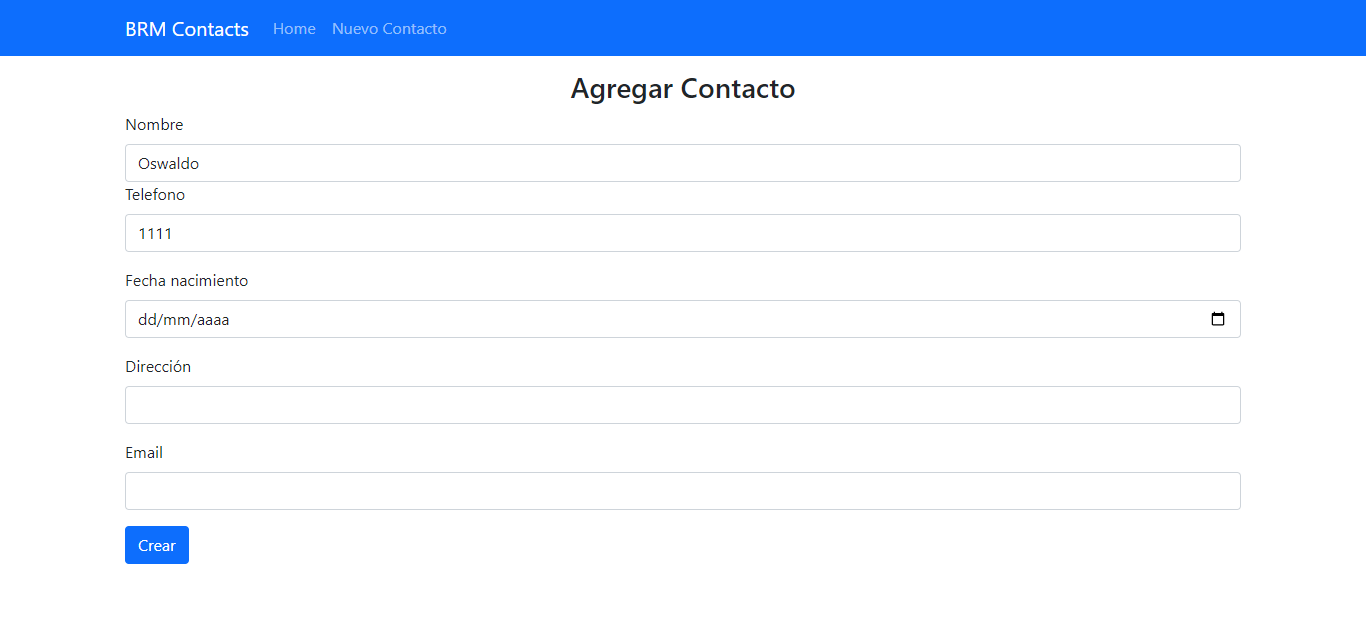 BRM Contacts Home Nuevo Contacto
Agregar Contacto
Nombre
Oswaldo
Telefono
1111
Fecha nacimiento
dd/mm/aaaa
Dirección
Email
Crear